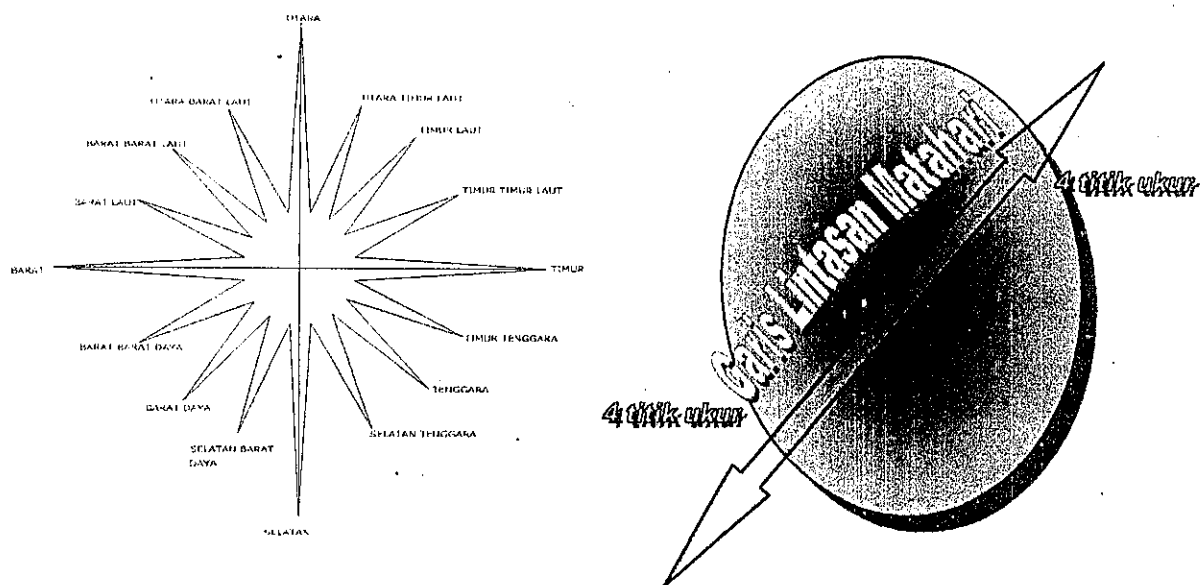 UTARA
UTARA BARAT LAUT
UTARA TIMUR LAUT
BARAT BARAT LAUT
TIMUR LAUT
BARAT LAUT
TIMUR TIMUR LAUT
BARAT
TIMUR
BARAT BARAT DAYA
TIMUR TENGGARA
BARAT DAYA
TENGGARA
SELATAN BARAT
DAYA
SELATAN TENGGARA
SELATAN
Garis Lintasan Matahari
4 titik ukur
4 titik ukur